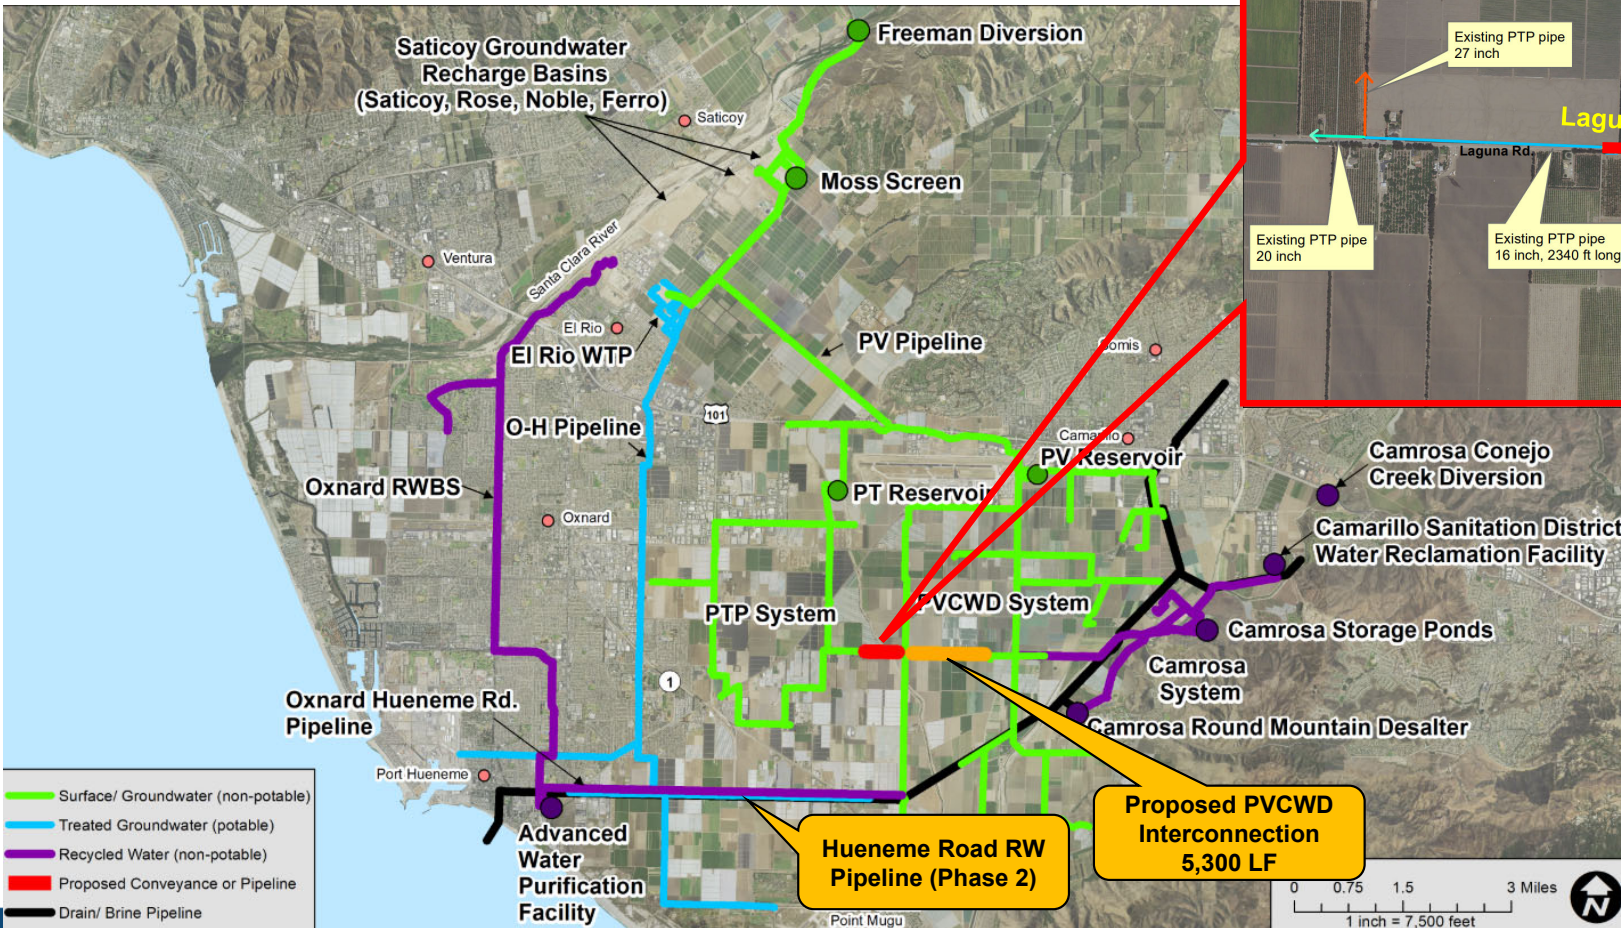 Saticoy Groundwater
Recharge Basins
(Saticoy, Rose, Noble, Ferro)
Freeman Diversion
Saticoy
Moss Screen
Ventura
Santa Clara River
El Rio
El Rio WTP
PV Pipeline
Somis
101
O-H Pipeline
Camarillo
PV Reservoir
Camrosa Conejo
Creek Diversion
Oxnard RWBS
PT Reservoir
Oxnard
Camarillo Sanitation District
Water Reclamation Facility
PTP System
PVCWD System
Camrosa Storage Ponds
Camrosa
System
1
Oxnard Hueneme Rd.
Pipeline
Camrosa Round Mountain Desalter
Port Hueneme
Advanced
Water
Purification
Facility
Hueneme Road RW
Pipeline (Phase 2)
Proposed PVCWD
Interconnection
5,300 LF
Point Mugu
Existing PTP pipe
27 inch
Lagu
Laguna Rd.
Existing PTP pipe
20 inch
Existing PTP pipe
16 inch, 2340 ft long
Surface/ Groundwater (non-potable)
Treated Groundwater (potable)
Recycled Water (non-potable)
Proposed Conveyance or Pipeline
Drain/ Brine Pipeline
0 0.75 1.5 3 Miles
1 inch = 7,500 feet
N